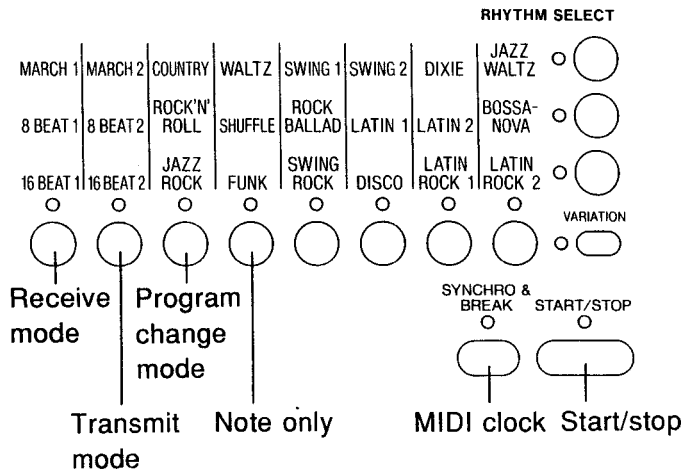 RHYTHM SELECT
MARCH 1 MARCH 2 COUNTRY WALTZ SWING 1 SWING 2 DIXIE JAZZ WALTZ
8 BEAT 1 8 BEAT 2 ROCK'N' ROLL SHUFFLE ROCK BALLAD LATIN 1 LATIN 2 BOSSA- NOVA
16 BEAT 1 16 BEAT 2 JAZZ ROCK FUNK SWING ROCK DISCO LATIN ROCK 1 LATIN ROCK 2
VARIATION
SYNCHRO & BREAK START/STOP
Receive mode
Program change mode
Transmit mode
Note only
MIDI clock
Start/stop